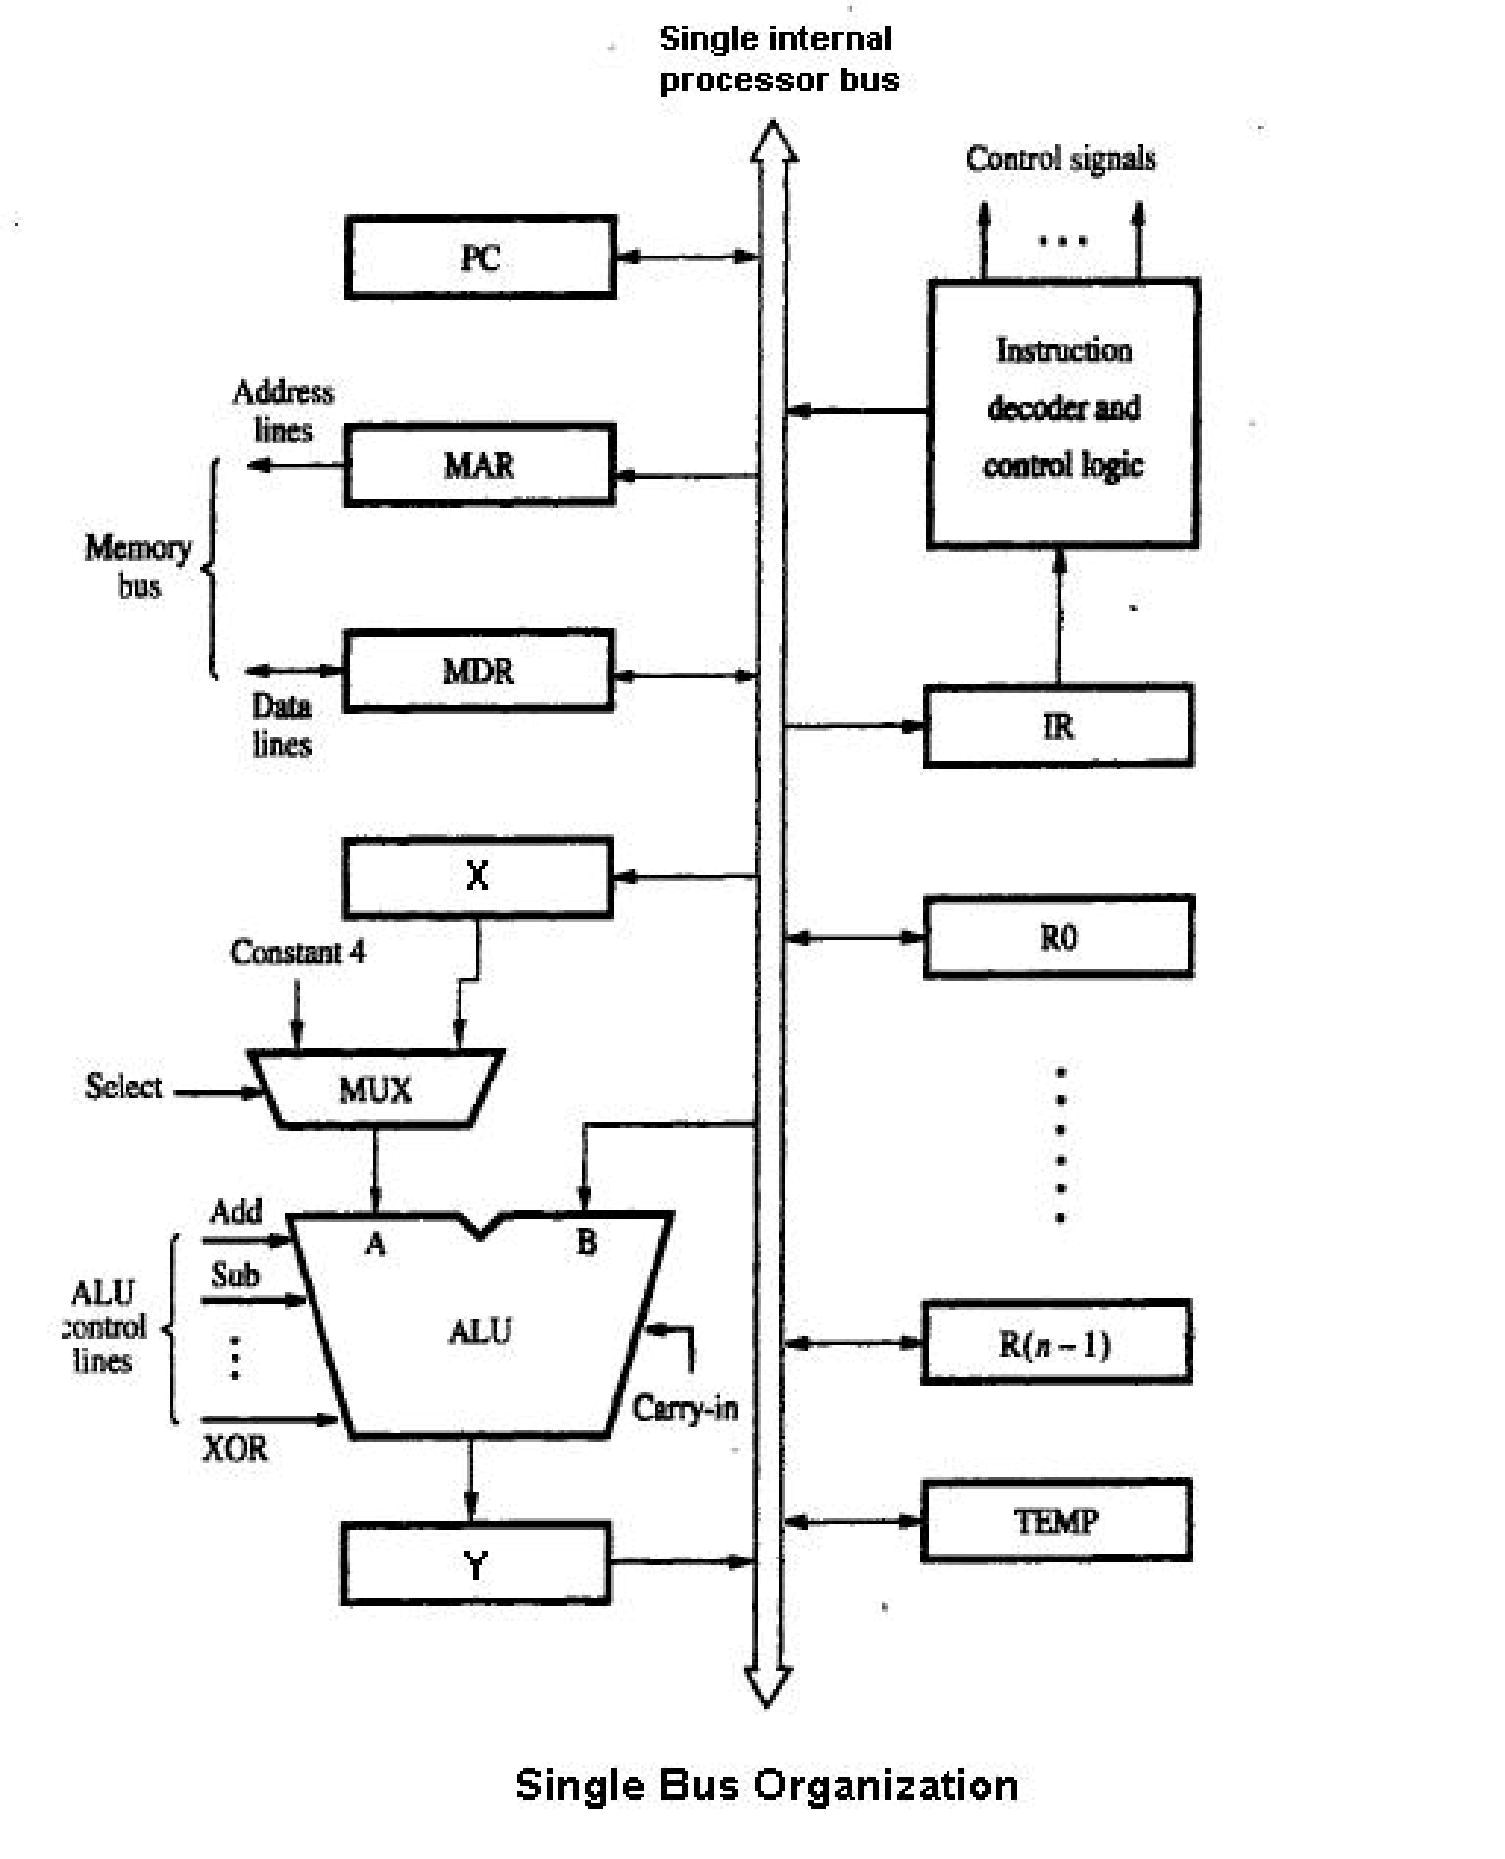 Single internal
processor bus
Control signals
PC
Instruction
decoder and
control logic
Address
lines
MAR
Memory
bus
MDR
Data
lines
IR
X
R0
Constant 4
Select
MUX
Add
A
B
Sub
ALU
control
lines
ALU
R(n – 1)
Carry-in
XOR
TEMP
Y
Single Bus Organization